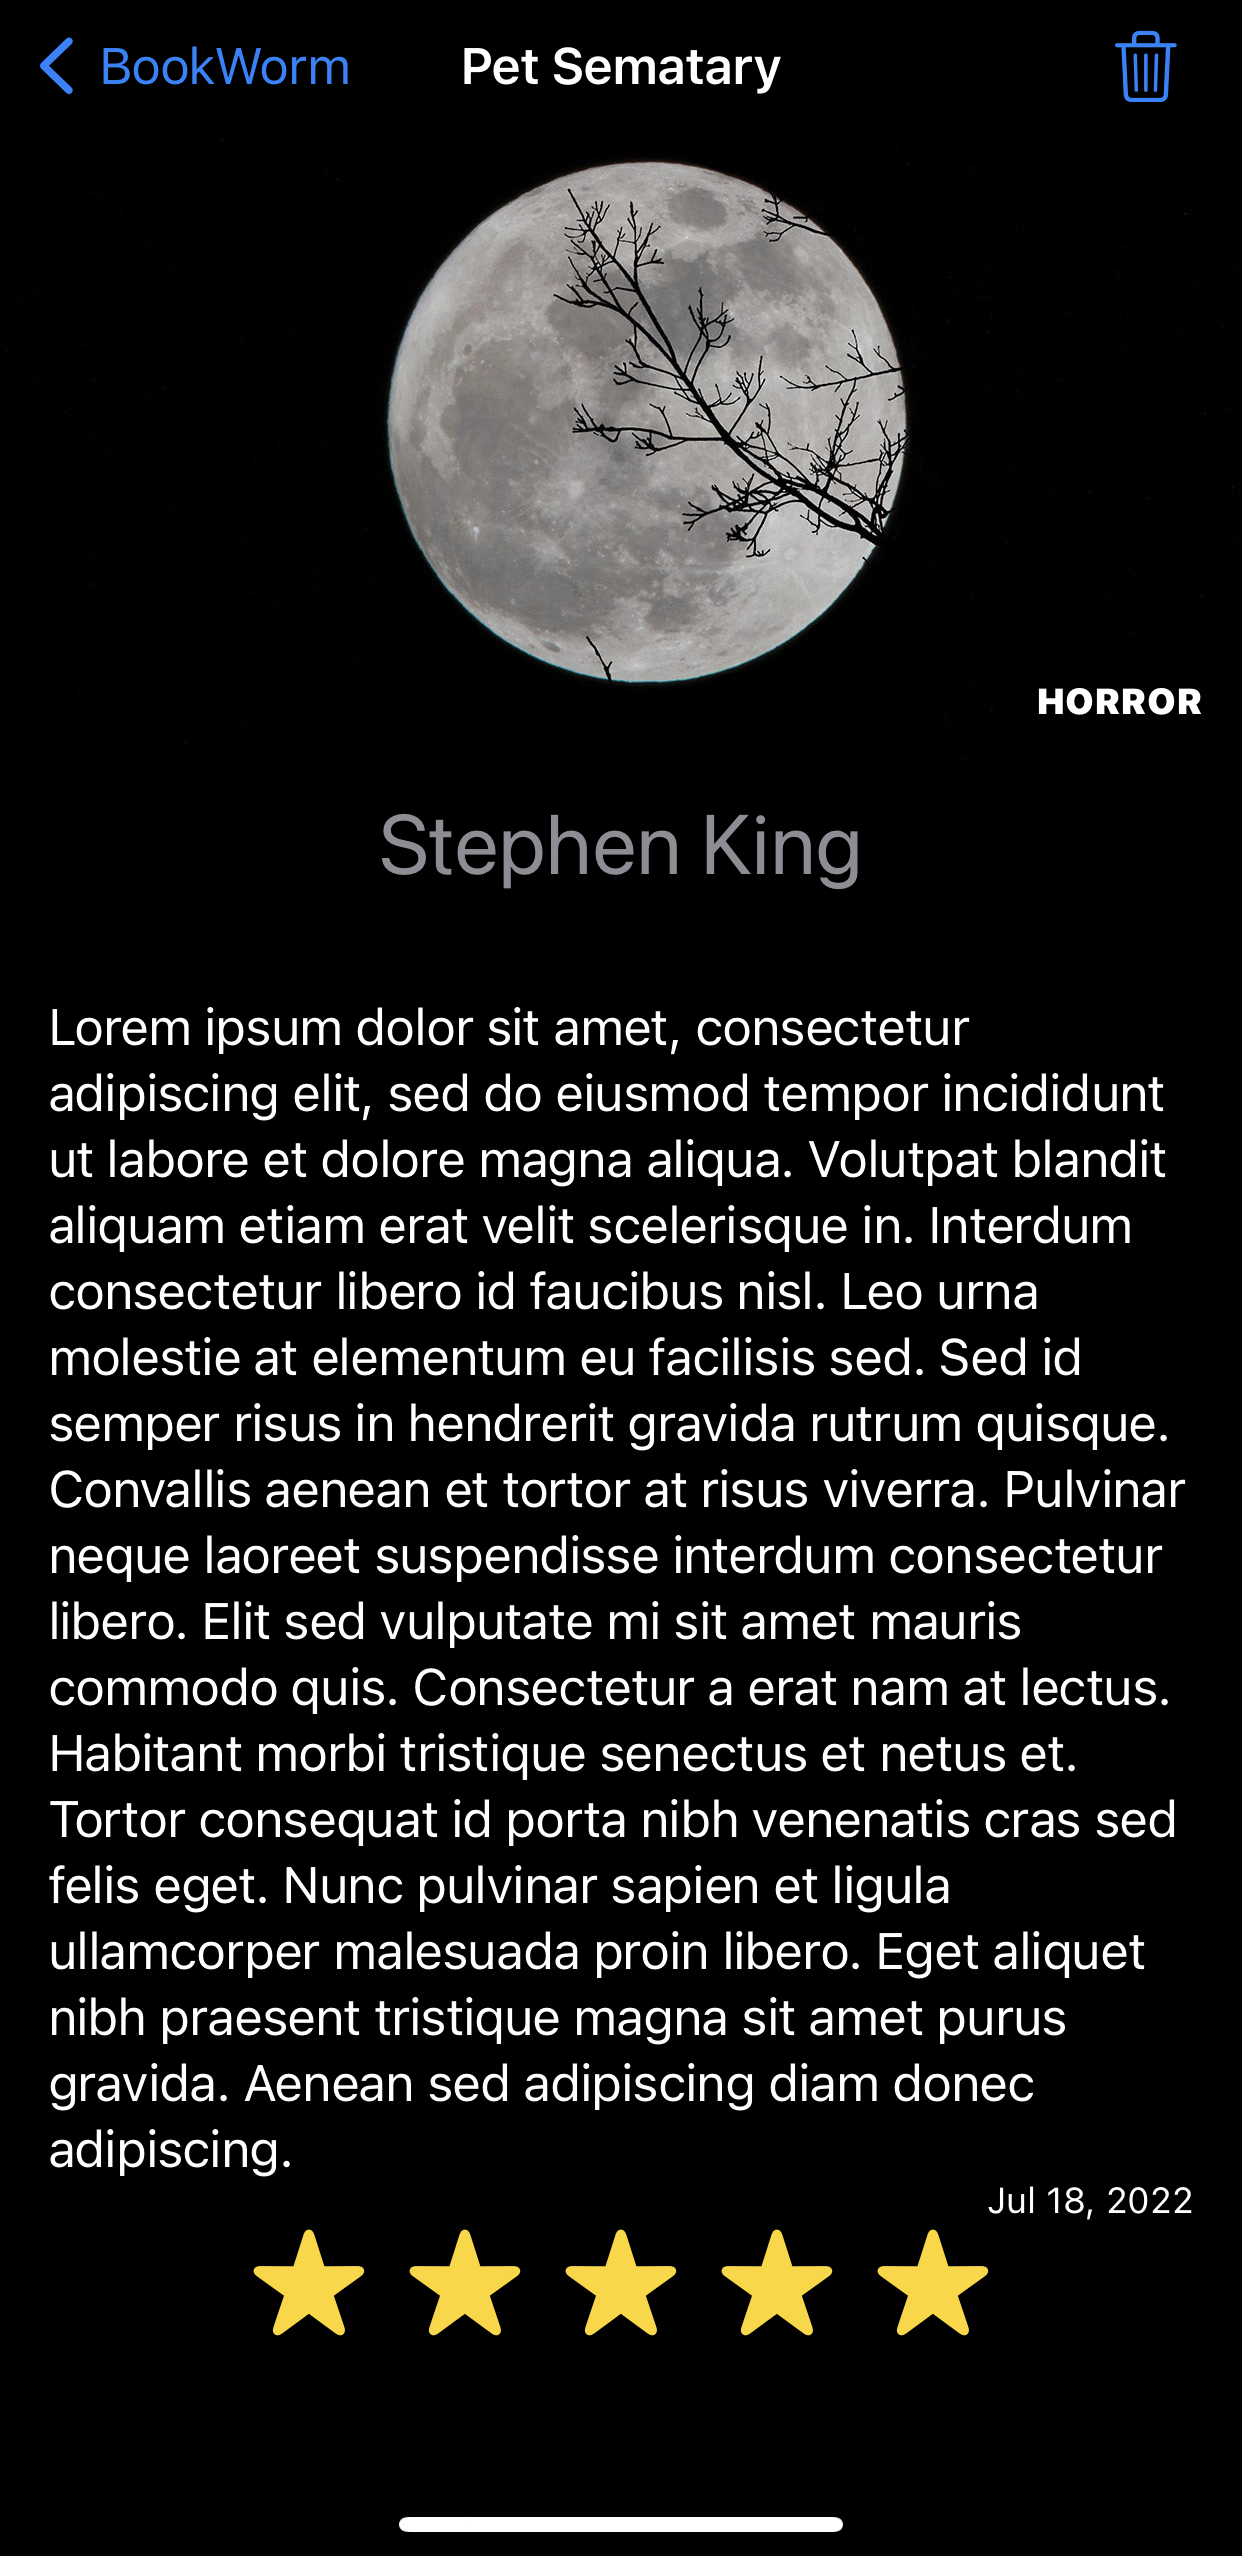 BookWorm
Pet Sematary
HORROR
Stephen King
Lorem ipsum dolor sit amet, consectetur
adipiscing elit, sed do eiusmod tempor incididunt
ut labore et dolore magna aliqua. Volutpat blandit
aliquam etiam erat velit scelerisque in. Interdum
consectetur libero id faucibus nisl. Leo urna
molestie at elementum eu facilisis sed. Sed id
semper risus in hendrerit gravida rutrum quisque.
Convallis aenean et tortor at risus viverra. Pulvinar
neque laoreet suspendisse interdum consectetur
libero. Elit sed vulputate mi sit amet mauris
commodo quis. Consectetur a erat nam at lectus.
Habitant morbi tristique senectus et netus et.
Tortor consequat id porta nibh venenatis cras sed
felis eget. Nunc pulvinar sapien et ligula
ullamcorper malesuada proin libero. Eget aliquet
nibh praesent tristique magna sit amet purus
gravida. Aenean sed adipiscing diam donec
adipiscing.
Jul 18, 2022